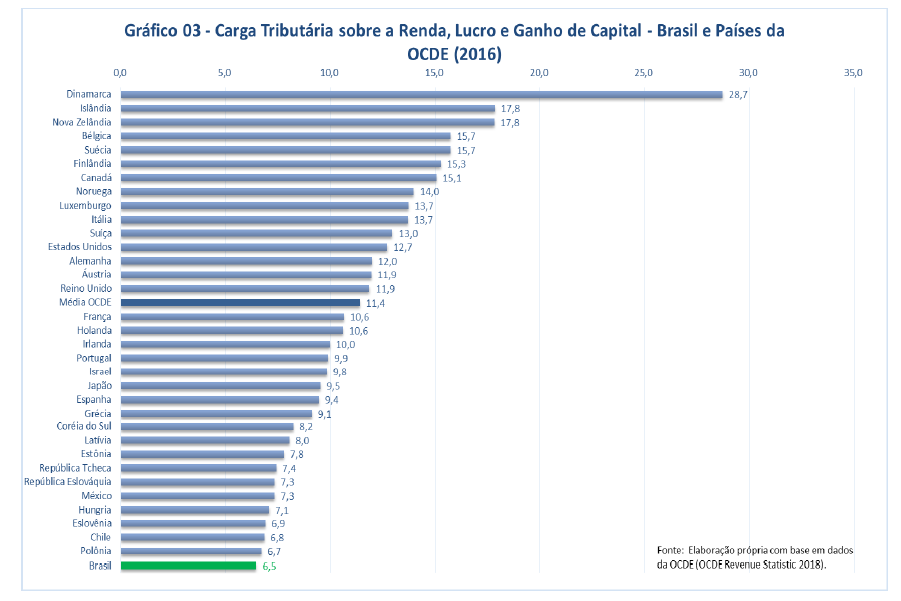 Gráfico 03 - Carga Tributária sobre a Renda, Lucro e Ganho de Capital - Brasil e Países da
OCDE (2016)
0,0 5,0 10,0 15,0 20,0 25,0 30,0 35,0
Dinamarca 28,7
Islândia 17,8
Nova Zelândia 17,8
Bélgica 15,7
Suécia 15,7
Finlândia 15,3
Canadá 15,1
Noruega 14,0
Luxemburgo 13,7
Itália 13,7
Suíça 13,0
Estados Unidos 12,7
Alemanha 12,0
Áustria 11,9
Reino Unido 11,9
Média OCDE 11,4
França 10,6
Holanda 10,6
Irlanda 10,0
Portugal 9,9
Israel 9,8
Japão 9,5
Espanha 9,4
Grécia 9,1
Coréia do Sul 8,2
Latívia 8,0
Estônia 7,8
República Tcheca 7,4
República Eslováquia 7,3
México 7,3
Hungria 7,1
Eslovênia 6,9
Chile 6,8
Polônia 6,7
Brasil 6,5
Fonte: Elaboração própria com base em dados
da OCDE (OCDE Revenue Statistic 2018).